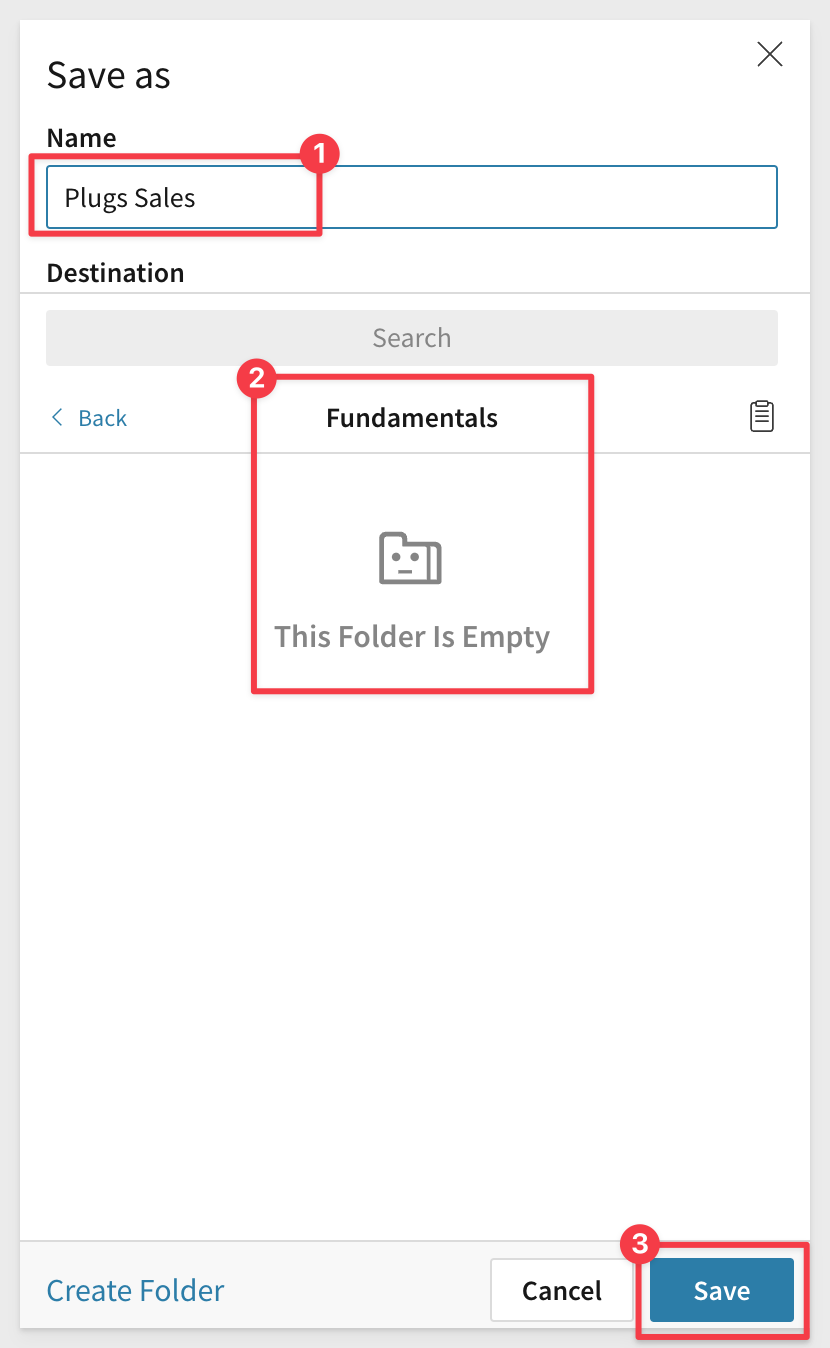 Save as
Name
1
Plugs Sales
Destination
Search
2
Back
Fundamentals
This Folder Is Empty
3
Create Folder
Cancel
Save